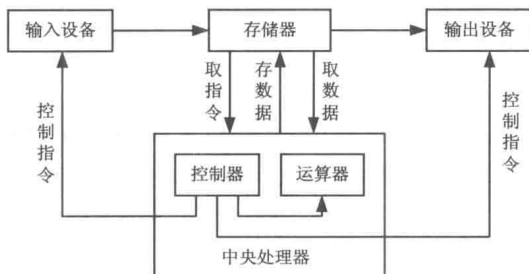 输入设备
存储器
输出设备
取指令
存数据
取数据
控制指令
控制指令
控制器
运算器
中央处理器